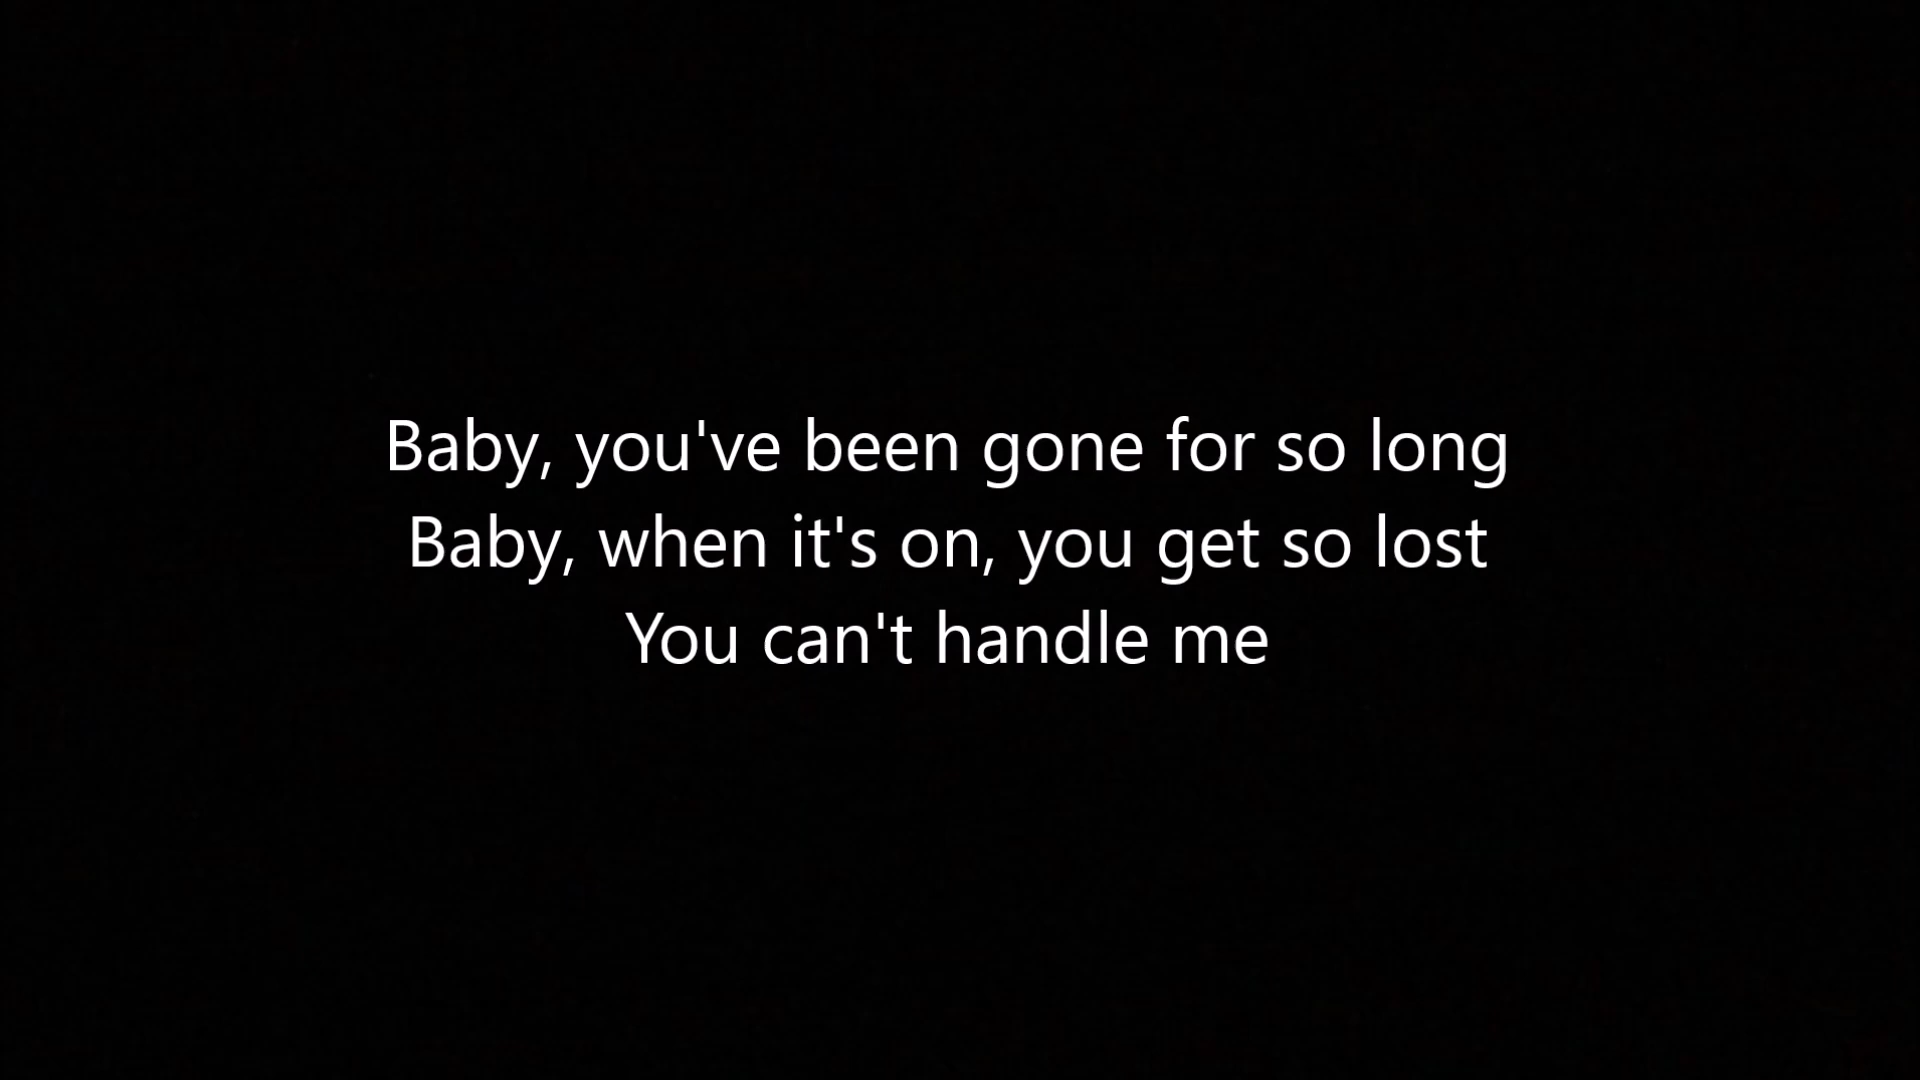 Baby, you've been gone for so long
Baby, when it's on, you get so lost
You can't handle me